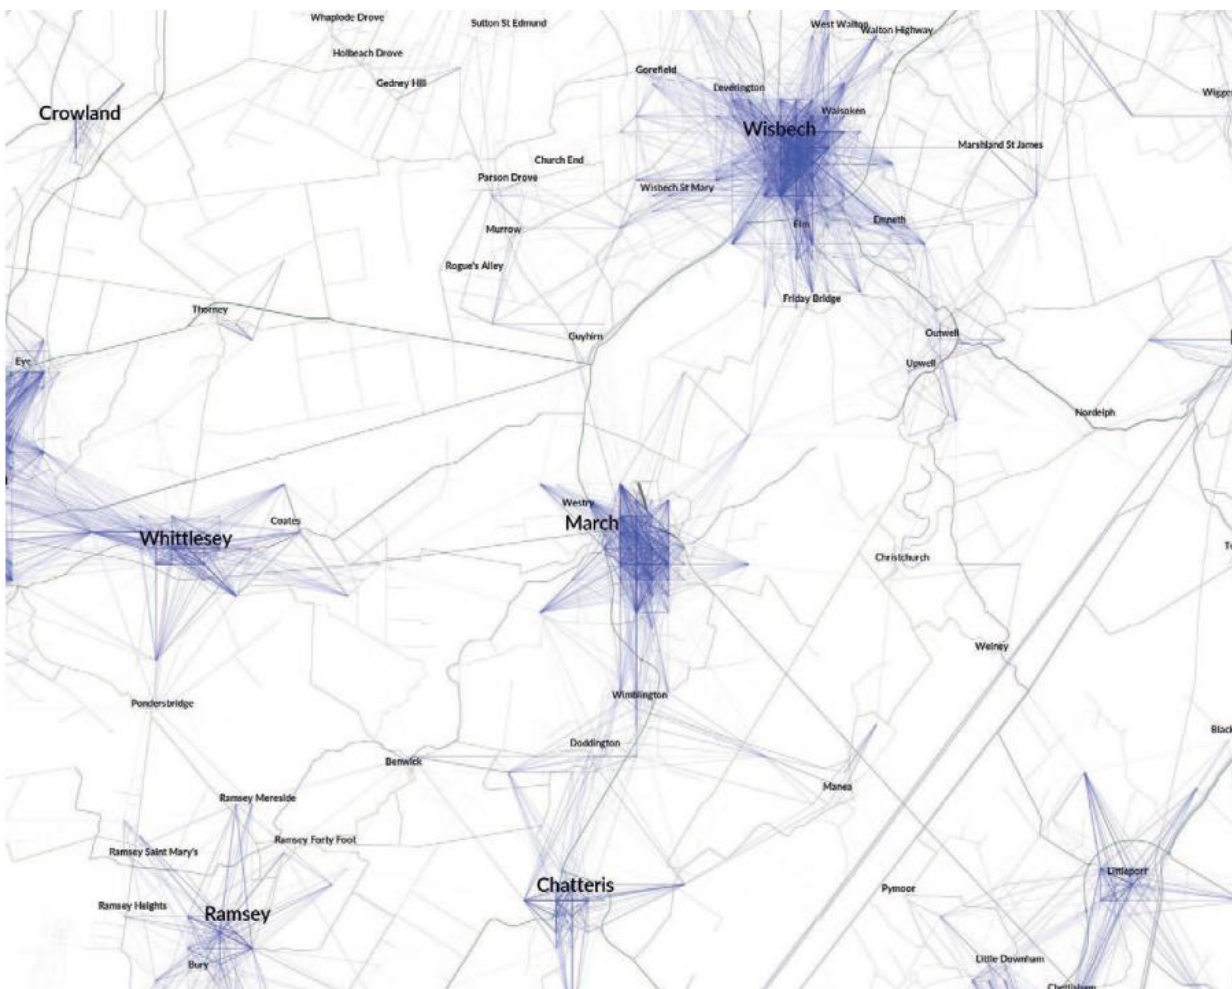 Whaplode Drove
Sutton St Edmund
West Walton
Walton Highway
Holbeach Drove
Gorefield
Gedney Hill
Leverington
Crowland
Walsoken
Wisbech
Marshland St James
Church End
Parson Drove
Wisbech St Mary
Elm
Emneth
Murrow
Rogue's Alley
Friday Bridge
Thorney
Guyhirn
Outwell
Eye
Upwell
Nordelph
Westry
March
Coates
Whittlesey
Christchurch
Welney
Wimblington
Pondersbridge
Doddington
Benwick
Manea
Ramsey Mereside
Ramsey Forty Foot
Ramsey Saint Mary's
Littleport
Chatteris
Pymoor
Ramsey Heights
Ramsey
Little Downham
Bury
Chettisham